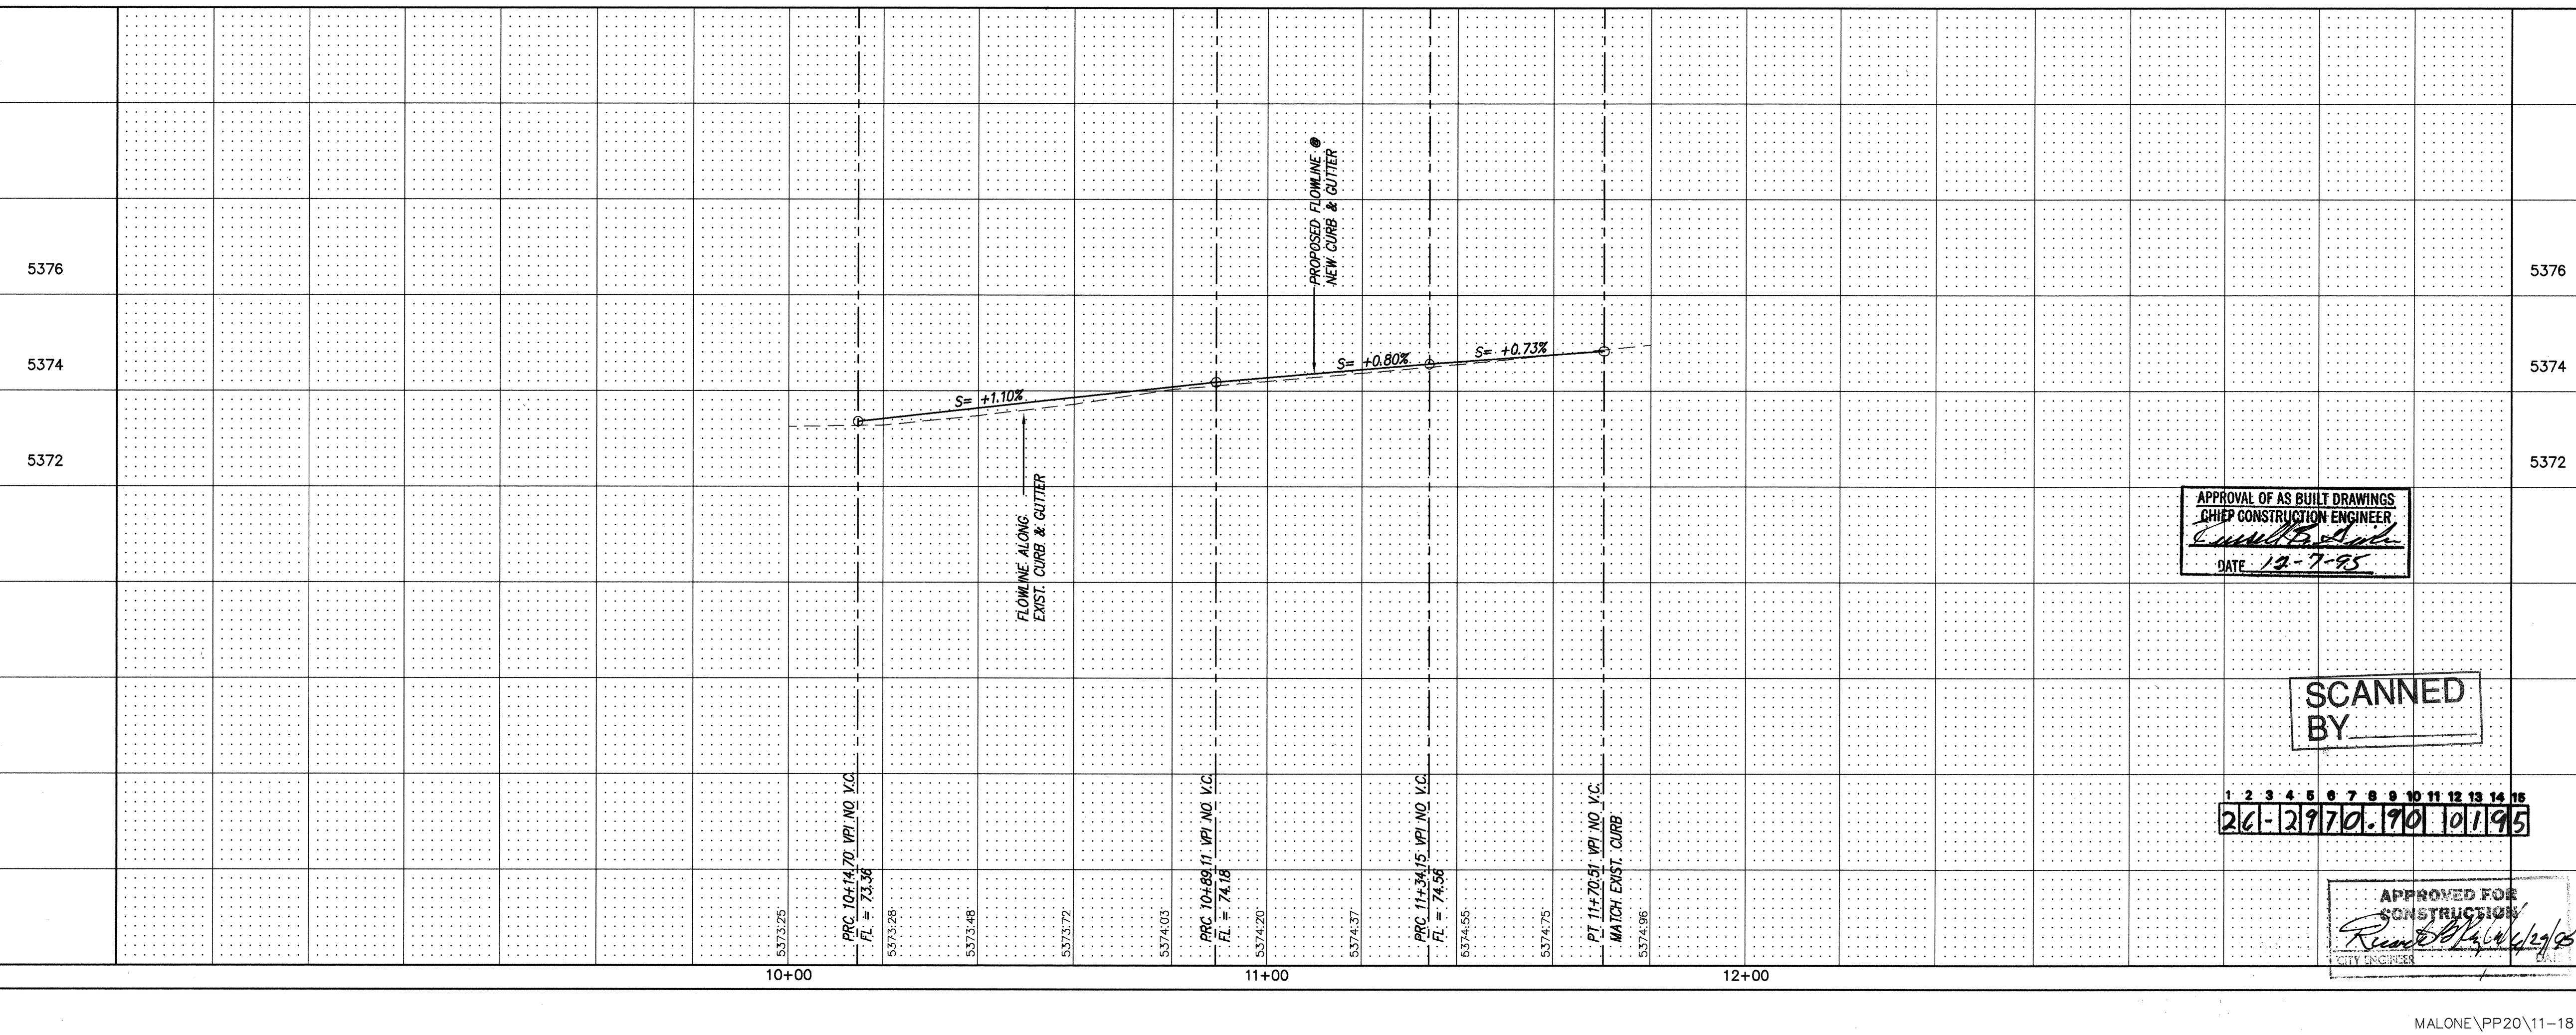 PROPOSED FLOWLINE @
NEW CURB & GUTTER
5376
5376
5374
5374
S= +1.10%
S= +0.80%
S= +0.73%
5372
5372
FLOWLINE ALONG
EXIST. CURB & GUTTER
APPROVAL OF AS BUILT DRAWINGS
CHIEF CONSTRUCTION ENGINEER
DATE 12-7-95
SCANNED
BY
1 2 3 4 5 6 7 8 9 10 11 12 13 14 15
26-2970.90 0195
PRC 10+14.70 VPI NO V.C.
FL = 73.36
PRC 10+89.11 VPI NO V.C.
FL = 74.18
PRC 11+34.15 VPI NO V.C.
FL = 74.56
PT 11+70.51 VPI NO V.C.
MATCH EXIST. CURB
5373.25
5373.28
5373.48
5373.72
5374.03
5374.20
5374.37
5374.55
5374.75
5374.96
APPROVED FOR
CONSTRUCTION
CITY ENGINEER DATE
10+00
11+00
12+00
MALONE\PP20\11-18